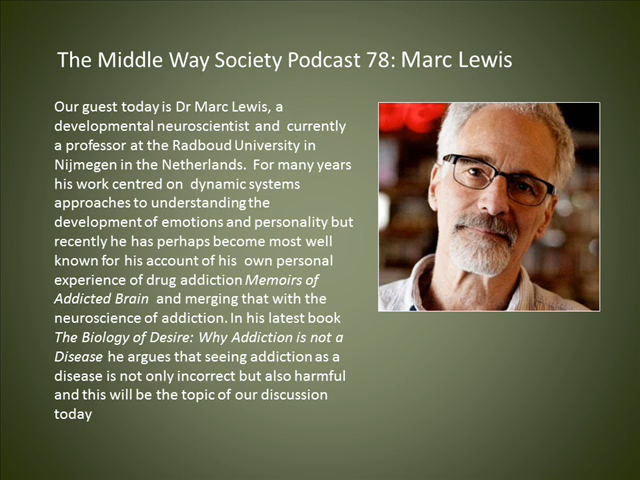 The Middle Way Society Podcast 78: Marc Lewis
Our guest today is Dr Marc Lewis, a
developmental neuroscientist and currently
a professor at the Radboud University in
Nijmegen in the Netherlands. For many years
his work centred on dynamic systems
approaches to understanding the
development of emotions and personality but
recently he has perhaps become most well
known for his account of his own personal
experience of drug addiction Memoirs of
Addicted Brain and merging that with the
neuroscience of addiction. In his latest book
The Biology of Desire: Why Addiction is not a
Disease he argues that seeing addiction as a
disease is not only incorrect but also harmful
and this will be the topic of our discussion
today